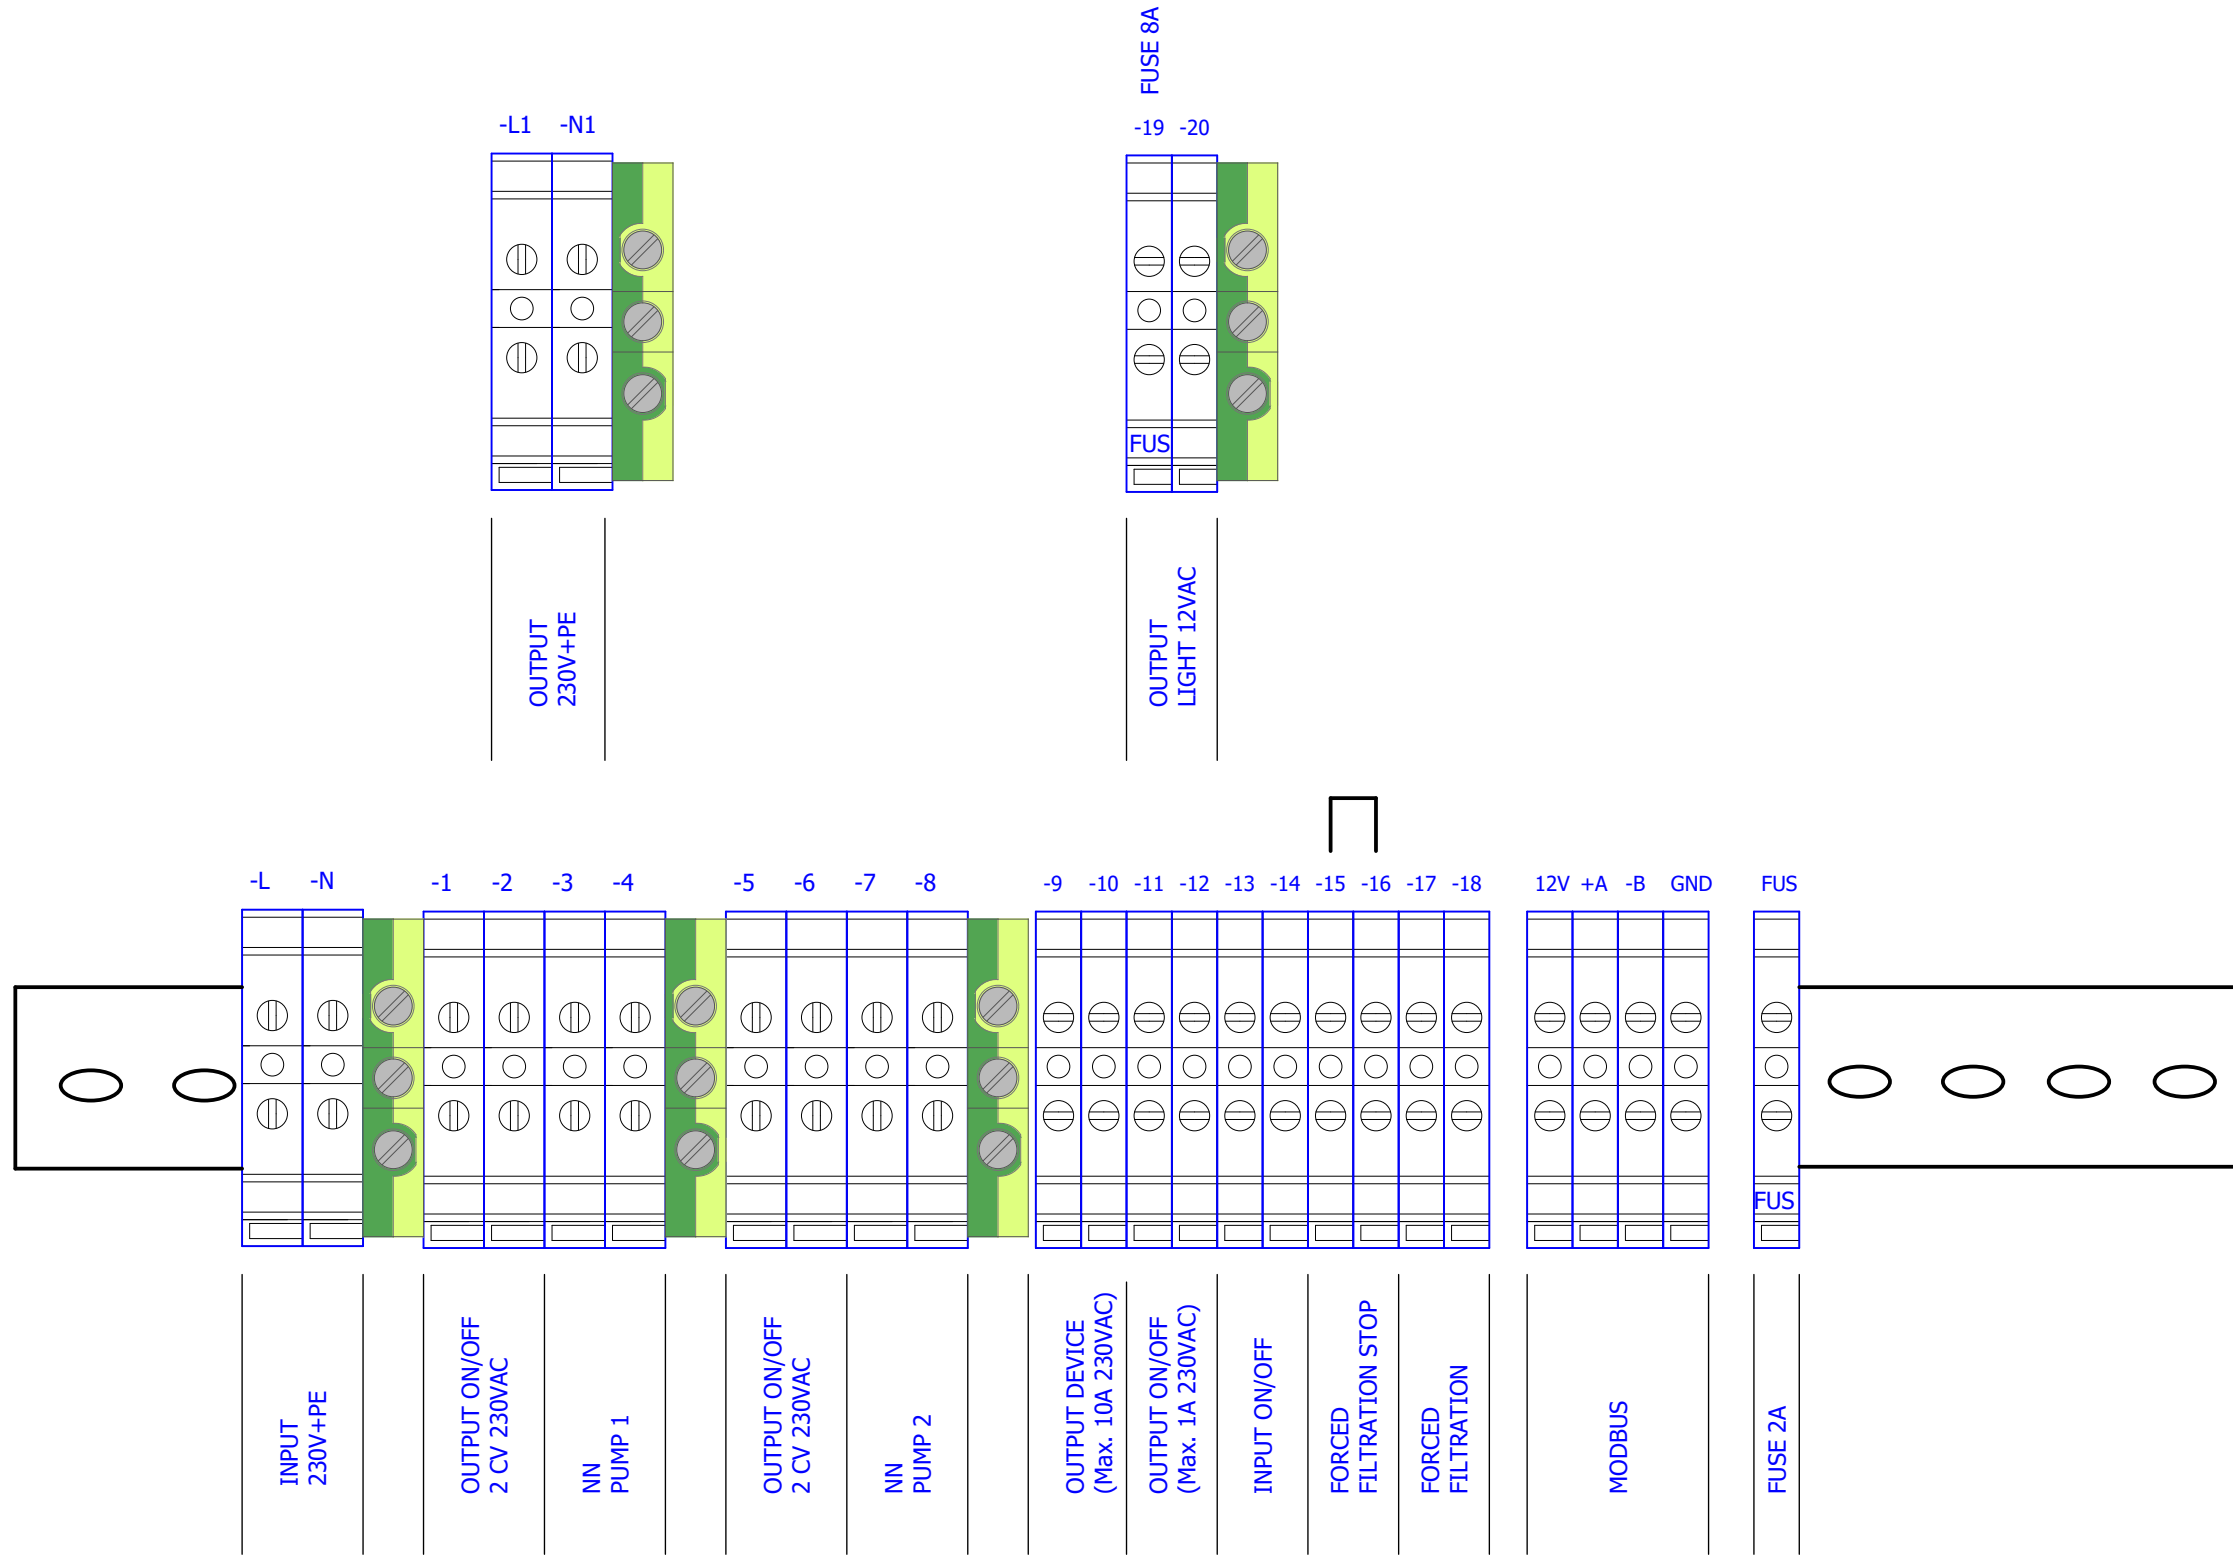 FUSE 8A
-L1 -N1
-19 -20
FUS
OUTPUT
230V+PE
OUTPUT
LIGHT 12VAC
-L -N -1 -2 -3 -4 -5 -6 -7 -8 -9 -10 -11 -12 -13 -14 -15 -16 -17 -18 12V +A -B GND FUS
FUS
INPUT
230V+PE
OUTPUT ON/OFF
2 CV 230VAC
NN
PUMP 1
OUTPUT ON/OFF
2 CV 230VAC
NN
PUMP 2
OUTPUT DEVICE
(Max. 10A 230VAC)
OUTPUT ON/OFF
(Max. 1A 230VAC)
INPUT ON/OFF
FORCED
FILTRATION STOP
FORCED
FILTRATION
MODBUS
FUSE 2A